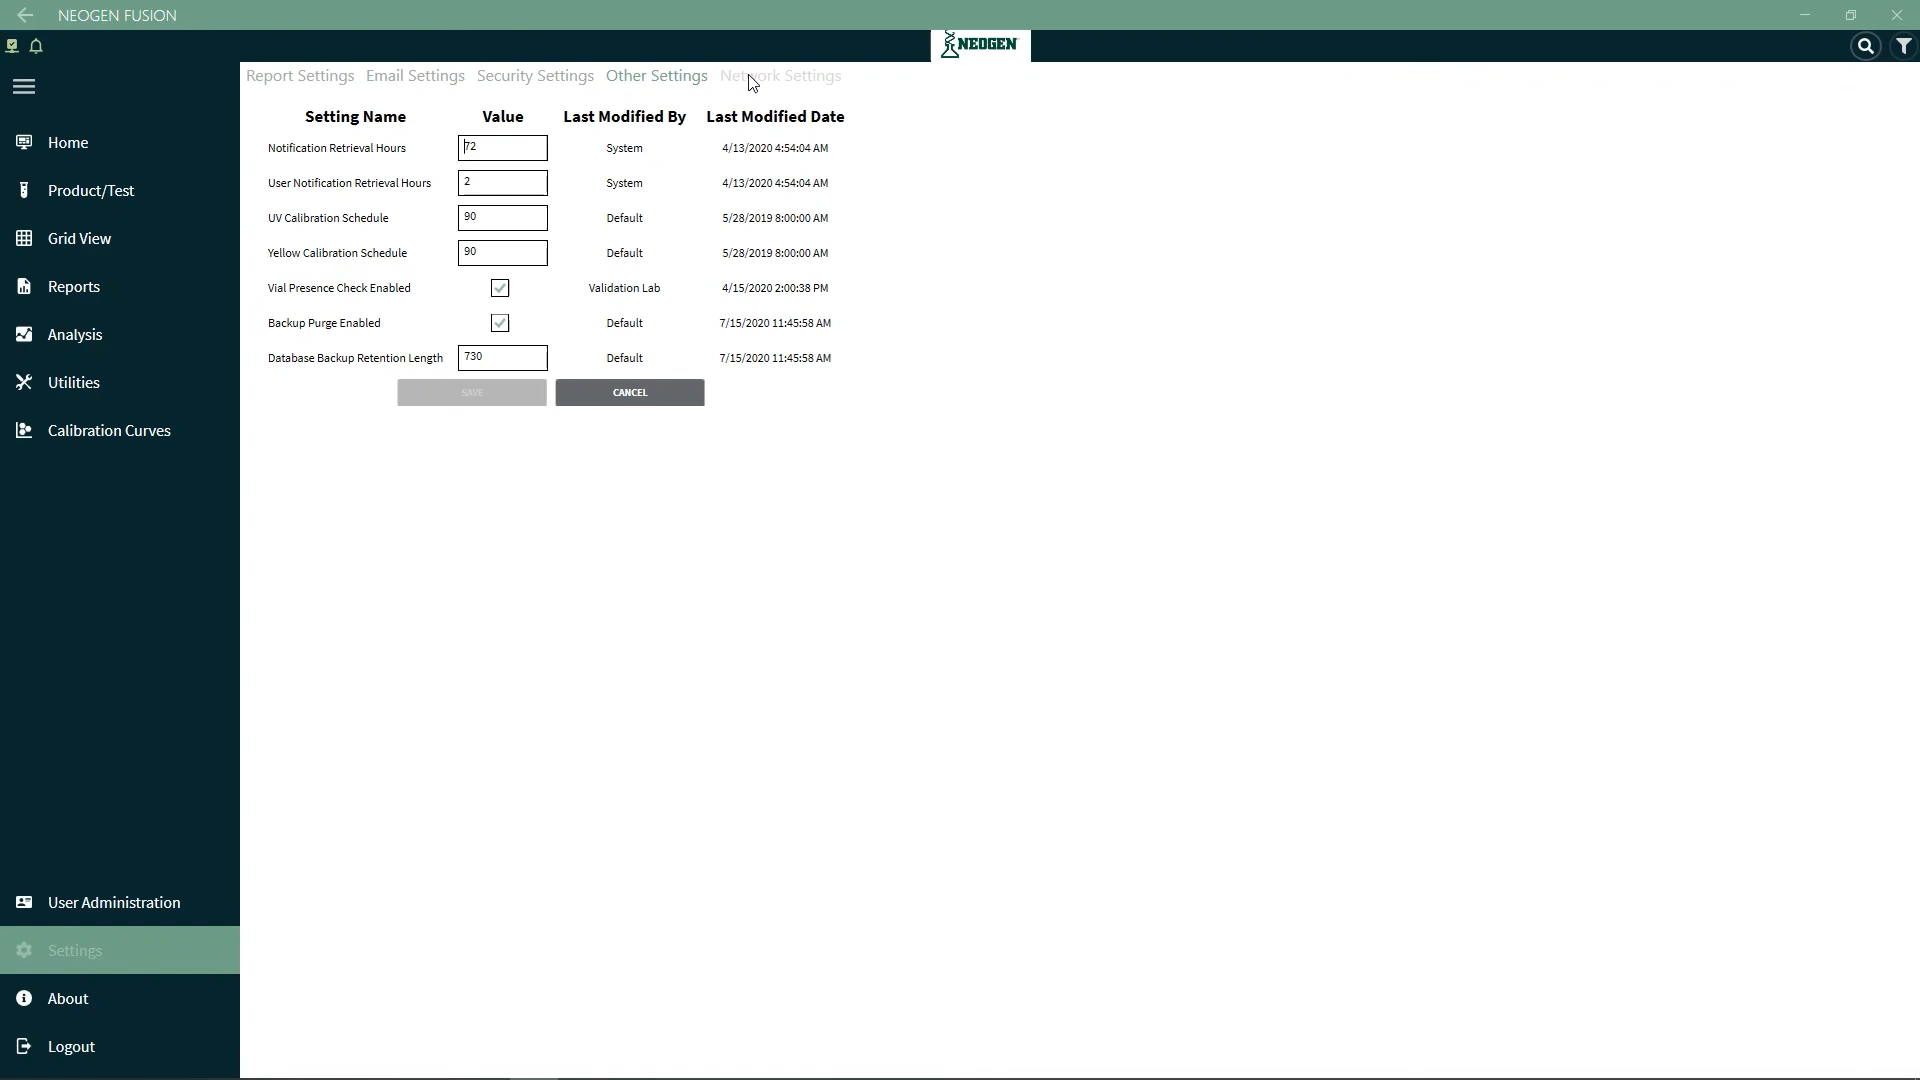 NEOGEN FUSION
NEOGEN
Report Settings Email Settings Security Settings Other Settings Network Settings
Home
Product/Test
Grid View
Reports
Analysis
Utilities
Calibration Curves
User Administration
Settings
About
Logout
Setting Name Value Last Modified By Last Modified Date
Notification Retrieval Hours 72 System 4/13/2020 4:54:04 AM
User Notification Retrieval Hours 2 System 4/13/2020 4:54:04 AM
UV Calibration Schedule 90 Default 5/28/2019 8:00:00 AM
Yellow Calibration Schedule 90 Default 5/28/2019 8:00:00 AM
Vial Presence Check Enabled Validation Lab 4/15/2020 2:00:38 PM
Backup Purge Enabled Default 7/15/2020 11:45:58 AM
Database Backup Retention Length 730 Default 7/15/2020 11:45:58 AM
SAVE CANCEL